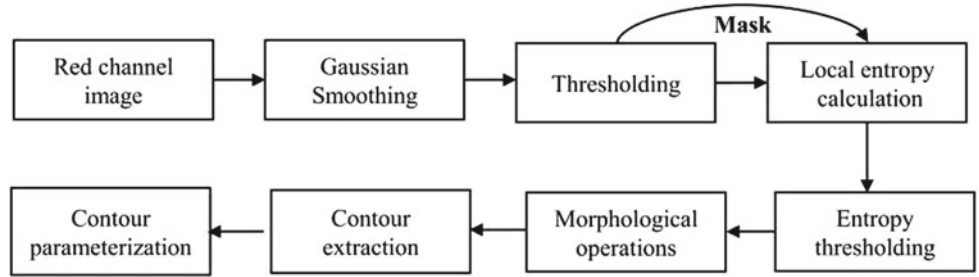 Mask
Red channel
image
Gaussian
Smoothing
Thresholding
Local entropy
calculation
Entropy
thresholding
Morphological
operations
Contour
extraction
Contour
parameterization